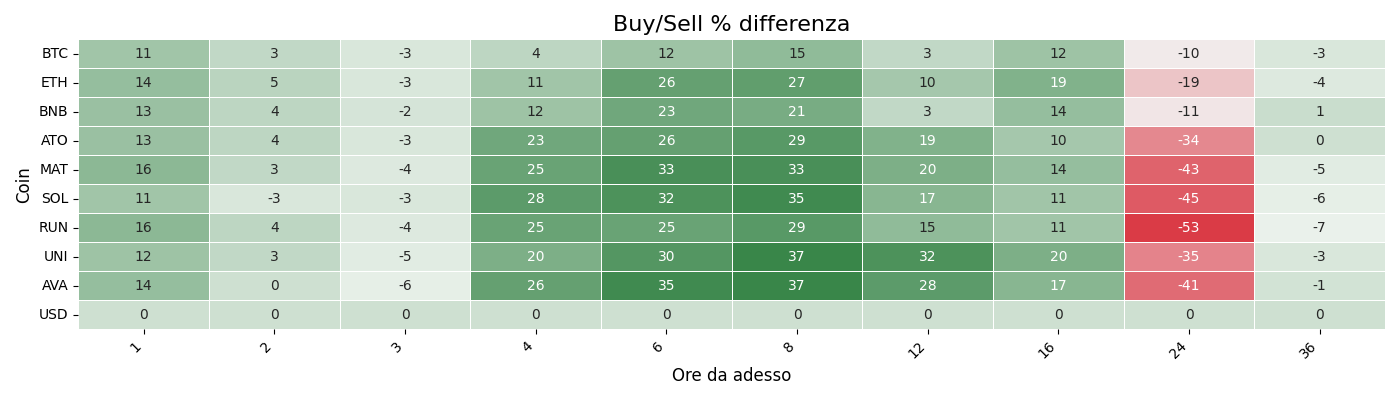 Buy/Sell % differenza
Coin
BTC 11 3 -3 4 12 15 3 12 -10 -3
ETH 14 5 -3 11 26 27 10 19 -19 -4
BNB 13 4 -2 12 23 21 3 14 -11 1
ATO 13 4 -3 23 26 29 19 10 -34 0
MAT 16 3 -4 25 33 33 20 14 -43 -5
SOL 11 -3 -3 28 32 35 17 11 -45 -6
RUN 16 4 -4 25 25 29 15 11 -53 -7
UNI 12 3 -5 20 30 37 32 20 -35 -3
AVA 14 0 -6 26 35 37 28 17 -41 -1
USD 0 0 0 0 0 0 0 0 0 0
1 2 3 4 6 8 12 16 24 36
Ore da adesso